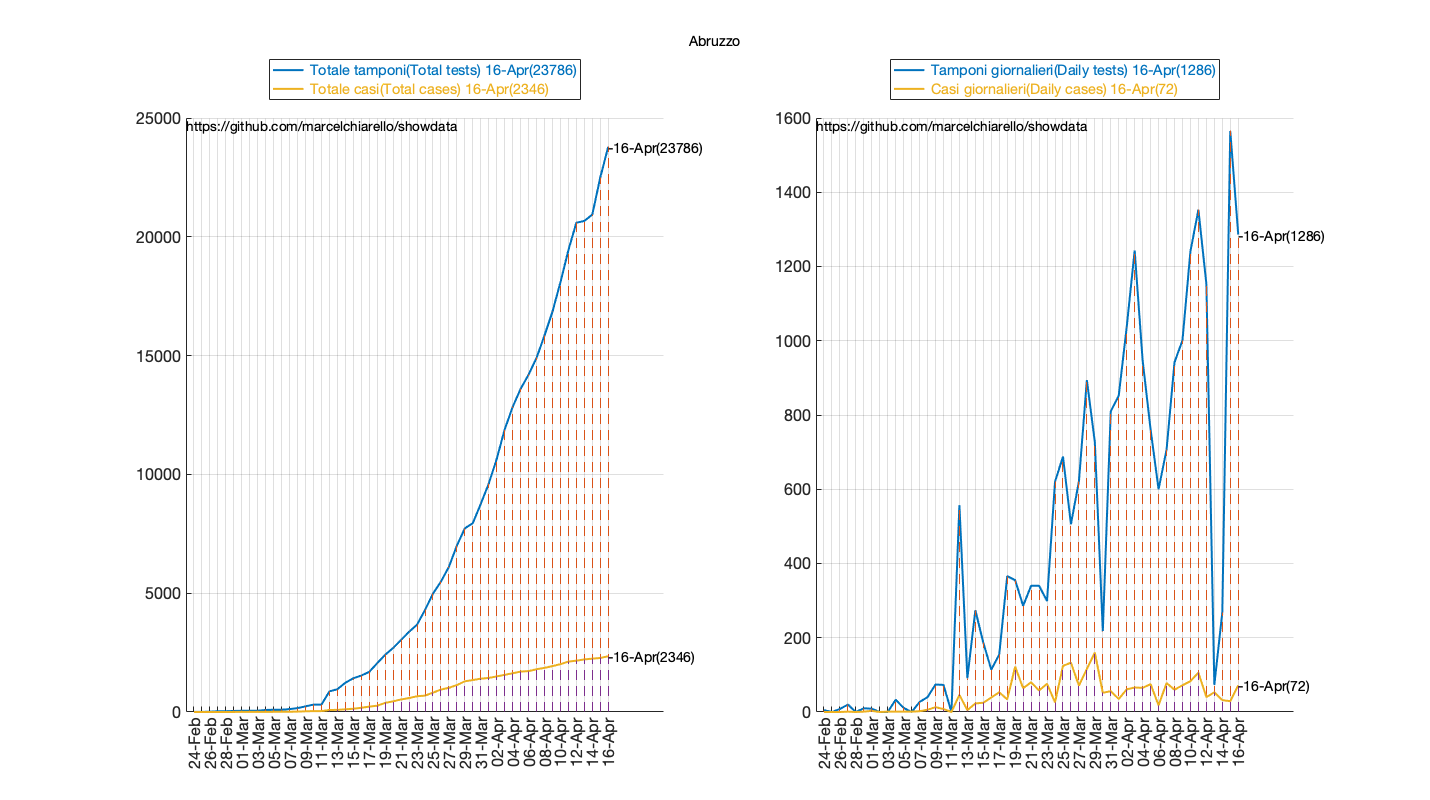 Abruzzo
Totale tamponi(Total tests) 16-Apr(23786)
Totale casi(Total cases) 16-Apr(2346)
25000
20000
15000
10000
5000
0
https://github.com/marcelchiarello/showdata
16-Apr(23786)
16-Apr(2346)
24-Feb
26-Feb
28-Feb
01-Mar
03-Mar
05-Mar
07-Mar
09-Mar
11-Mar
13-Mar
15-Mar
17-Mar
19-Mar
21-Mar
23-Mar
25-Mar
27-Mar
29-Mar
31-Mar
02-Apr
04-Apr
06-Apr
08-Apr
10-Apr
12-Apr
14-Apr
16-Apr
Tamponi giornalieri(Daily tests) 16-Apr(1286)
Casi giornalieri(Daily cases) 16-Apr(72)
1600
1400
1200
1000
800
600
400
200
0
https://github.com/marcelchiarello/showdata
16-Apr(1286)
16-Apr(72)
24-Feb
26-Feb
28-Feb
01-Mar
03-Mar
05-Mar
07-Mar
09-Mar
11-Mar
13-Mar
15-Mar
17-Mar
19-Mar
21-Mar
23-Mar
25-Mar
27-Mar
29-Mar
31-Mar
02-Apr
04-Apr
06-Apr
08-Apr
10-Apr
12-Apr
14-Apr
16-Apr